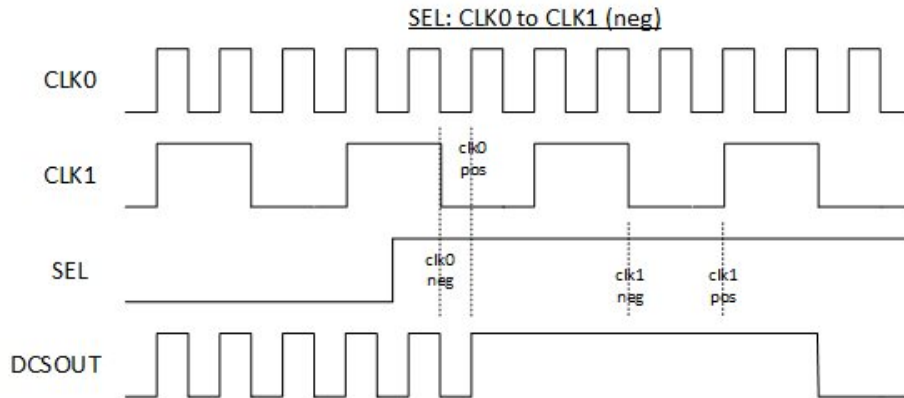 SEL: CLK0 to CLK1 (neg)
CLK0
CLK1
clk0
pos
SEL
clk0
neg
clk1
neg
clk1
pos
DCSOUT